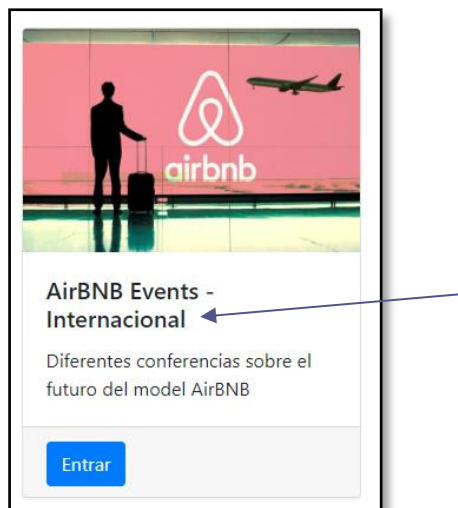 airbnb
AirBNB Events -
Internacional
Diferentes conferencias sobre el
futuro del model AirBNB
Entrar